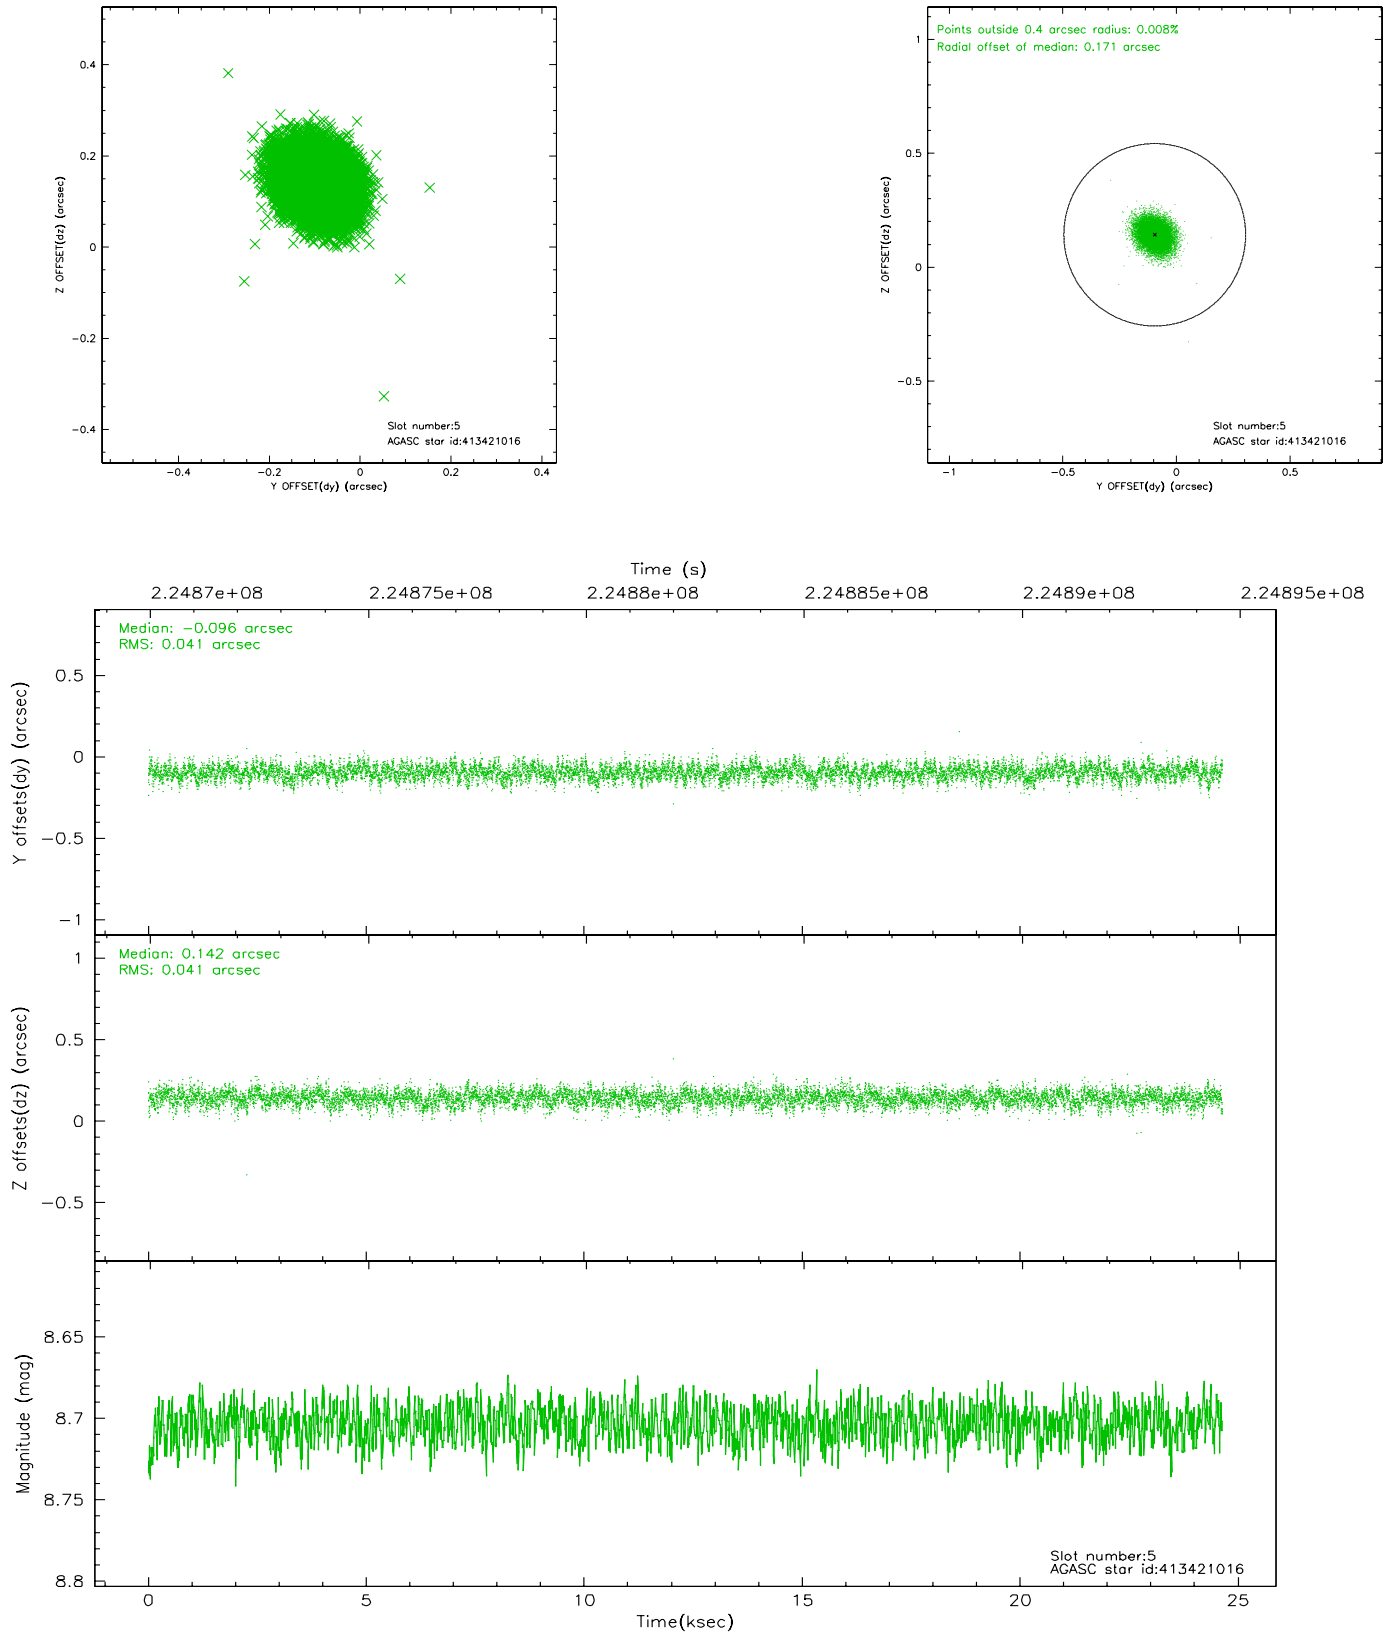 0.4
0.2
0
−0.2
−0.4
Z OFFSET(dz) (arcsec)
Slot number:5
AGASC star id:413421016
−0.4 −0.2 0 0.2 0.4
Y OFFSET(dy) (arcsec)
Points outside 0.4 arcsec radius: 0.008%
Radial offset of median: 0.171 arcsec
1
0.5
0
−0.5
Z OFFSET(dz) (arcsec)
Slot number:5
AGASC star id:413421016
−1 −0.5 0 0.5
Y OFFSET(dy) (arcsec)
Time (s)
2.2487e+08 2.24875e+08 2.2488e+08 2.24885e+08 2.2489e+08 2.24895e+08
Median: −0.096 arcsec
RMS: 0.041 arcsec
0.5
0
−0.5
−1
Y offsets(dy) (arcsec)
Median: 0.142 arcsec
RMS: 0.041 arcsec
1
0.5
0
−0.5
Z offsets(dz) (arcsec)
8.65
8.7
8.75
8.8
Magnitude (mag)
Slot number:5
AGASC star id:413421016
0 5 10 15 20 25
Time(ksec)